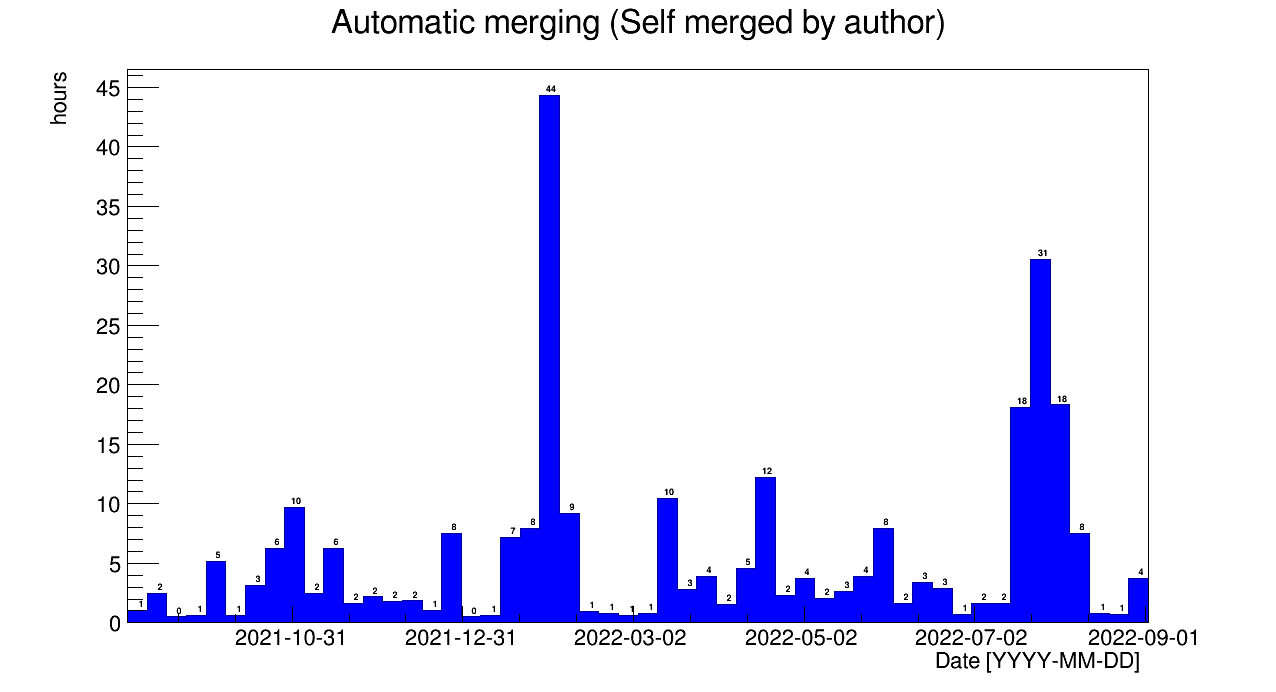 Automatic merging (Self merged by author)
hours
45
40
35
30
25
20
15
10
5
0
1 2 0 1 5 1 3 6 10 2 6 2 2 2 2 1 8 0 1 7 8 44 9 1 1 1 1 10 3 4 2 5 12 2 4 2 3 4 8 2 3 3 1 2 2 18 31 18 8 1 1 4
2021-10-31 2021-12-31 2022-03-02 2022-05-02 2022-07-02 2022-09-01
Date [YYYY-MM-DD]